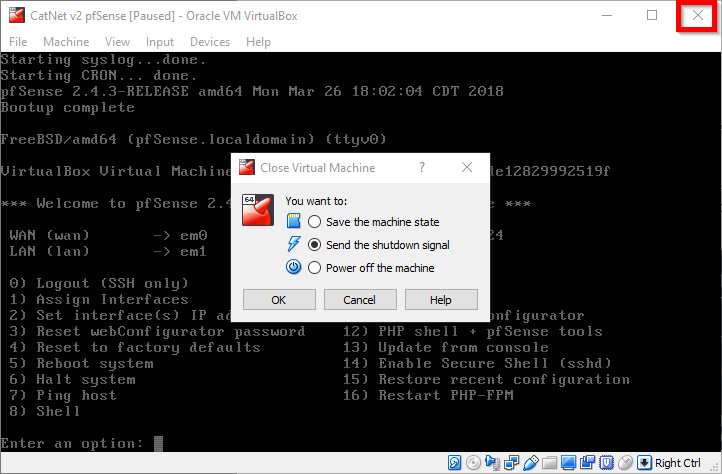 CatNet v2 pfSense [Paused] - Oracle VM VirtualBox
File Machine View Input Devices Help
Starting syslog...done.
Starting CRON... done.
pfSense 2.4.3-RELEASE amd64 Mon Mar 26 18:02:04 CDT 2018
Bootup complete
FreeBSD/amd64 (pfSense.localdomain) (ttyv0)
VirtualBox Virtual Machine de12829992519f
*** Welcome to pfSense 2.4 ***
WAN (wan) -> em0 24
LAN (lan) -> em1
0) Logout (SSH only)
1) Assign Interfaces configurator
2) Set interface(s) IP ad
3) Reset webConfigurator password 12) PHP shell + pfSense tools
4) Reset to factory defaults 13) Update from console
5) Reboot system 14) Enable Secure Shell (sshd)
6) Halt system 15) Restore recent configuration
7) Ping host 16) Restart PHP-FPM
8) Shell
Enter an option:
Close Virtual Machine ?
64
You want to:
Save the machine state
Send the shutdown signal
Power off the machine
OK Cancel Help
Right Ctrl